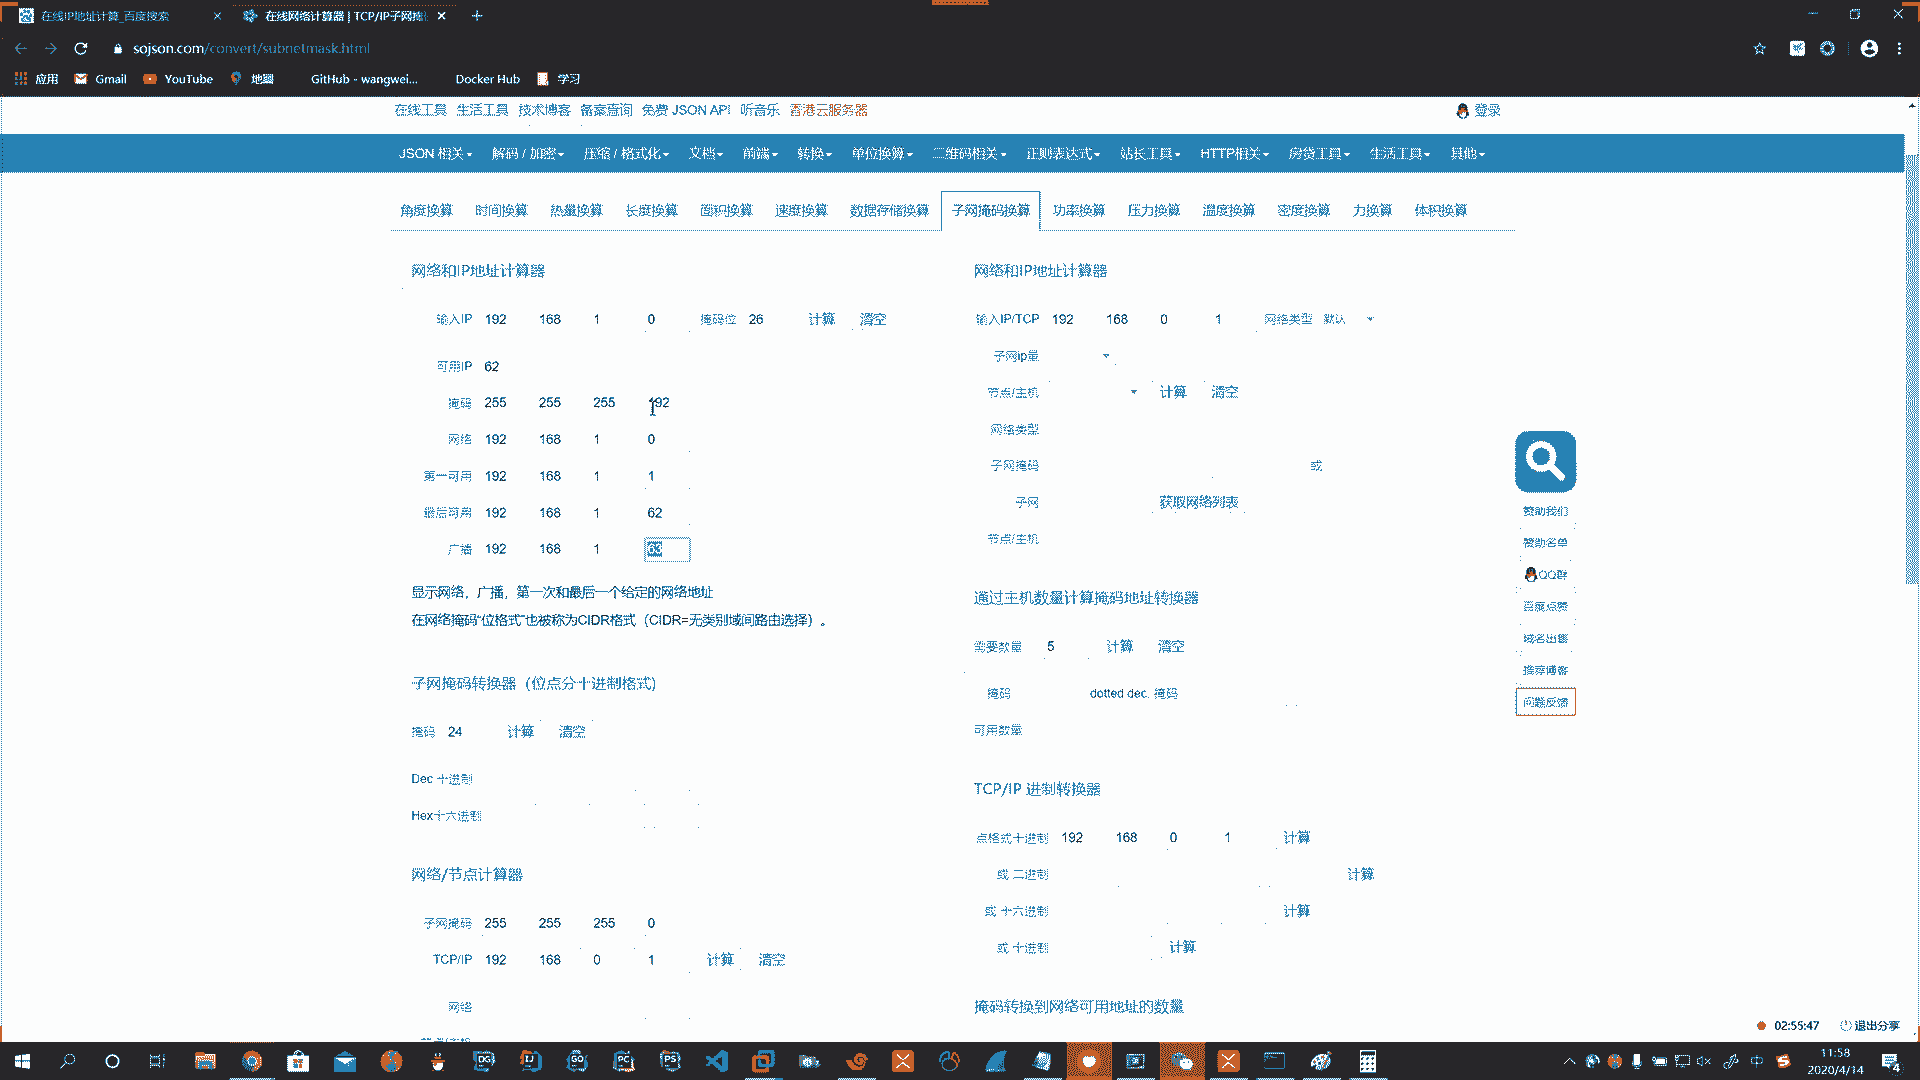 在线IP地址计算_百度搜索
在线网络计算器 | TCP/IP子网掩
sojson.com/convert/subnetmask.html
应用 Gmail YouTube 地图 GitHub - wangwei... Docker Hub 学习
在线工具 生活工具 技术博客 备案查询 免费 JSON API 听音乐 香港云服务器 登录
JSON 相关 解码 / 加密 压缩 / 格式化 文档 前端 转换 单位换算 二维码相关 正则表达式 站长工具 HTTP相关 房贷工具 生活工具 其他
角度换算 时间换算 热量换算 长度换算 面积换算 速度换算 数据存储换算 子网掩码换算 功率换算 压力换算 温度换算 密度换算 力换算 体积换算
网络和IP地址计算器
输入IP 192 168 1 0 掩码位 26 计算 清空
可用IP 62
掩码 255 255 255 192
网络 192 168 1 0
第一可用 192 168 1 1
最后可用 192 168 1 62
广播 192 168 1 63
显示网络，广播，第一次和最后一个给定的网络地址
在网络掩码“位格式”也被称为CIDR格式（CIDR=无类别域间路由选择）。
子网掩码转换器（位点分十进制格式）
掩码 24 计算 清空
Dec 十进制
Hex十六进制
网络/节点计算器
子网掩码 255 255 255 0
TCP/IP 192 168 0 1 计算 清空
网络
网络和IP地址计算器
输入IP/TCP 192 168 0 1 网络类型 默认
子网ip量
节点/主机 计算 清空
网络类型
子网掩码 或
子网 获取网络列表
节点/主机
通过主机数量计算掩码地址转换器
需要数量 5 计算 清空
掩码 dotted dec. 掩码
可用数量
TCP/IP 进制转换器
点格式十进制 192 168 0 1 计算
或 二进制 计算
或 十六进制 计算
或 十进制 计算
掩码转换到网络可用地址的数量
赞助我们
赞助名单
QQ群
百度点赞
域名出售
推荐博客
问题反馈
02:55:47 退出分享
DG IJ GO PC PS
中
11:58
2020/4/14
4